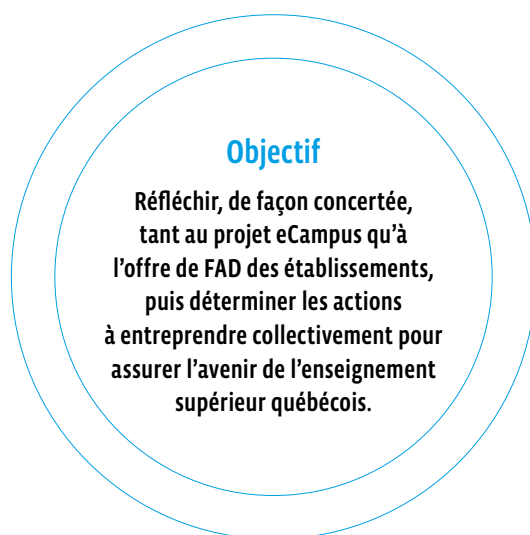 Objectif
Réfléchir, de façon concertée,
tant au projet eCampus qu’à
l’offre de FAD des établissements,
puis déterminer les actions
à entreprendre collectivement pour
assurer l’avenir de l’enseignement
supérieur québécois.